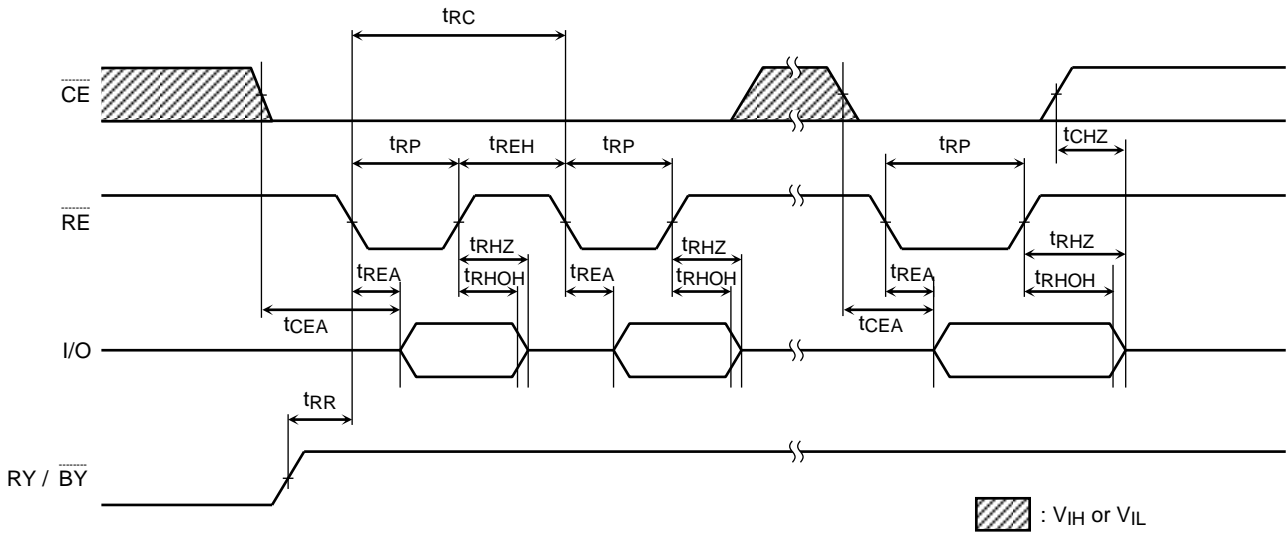 tRC
CE
tCHZ
tRP tREH tRP tRP
RE
tRHZ tRHZ tRHZ
tREA tRHOH tREA tRHOH tREA tRHOH
tCEA tCEA
I/O
tRR
RY / BY
: VIH or VIL